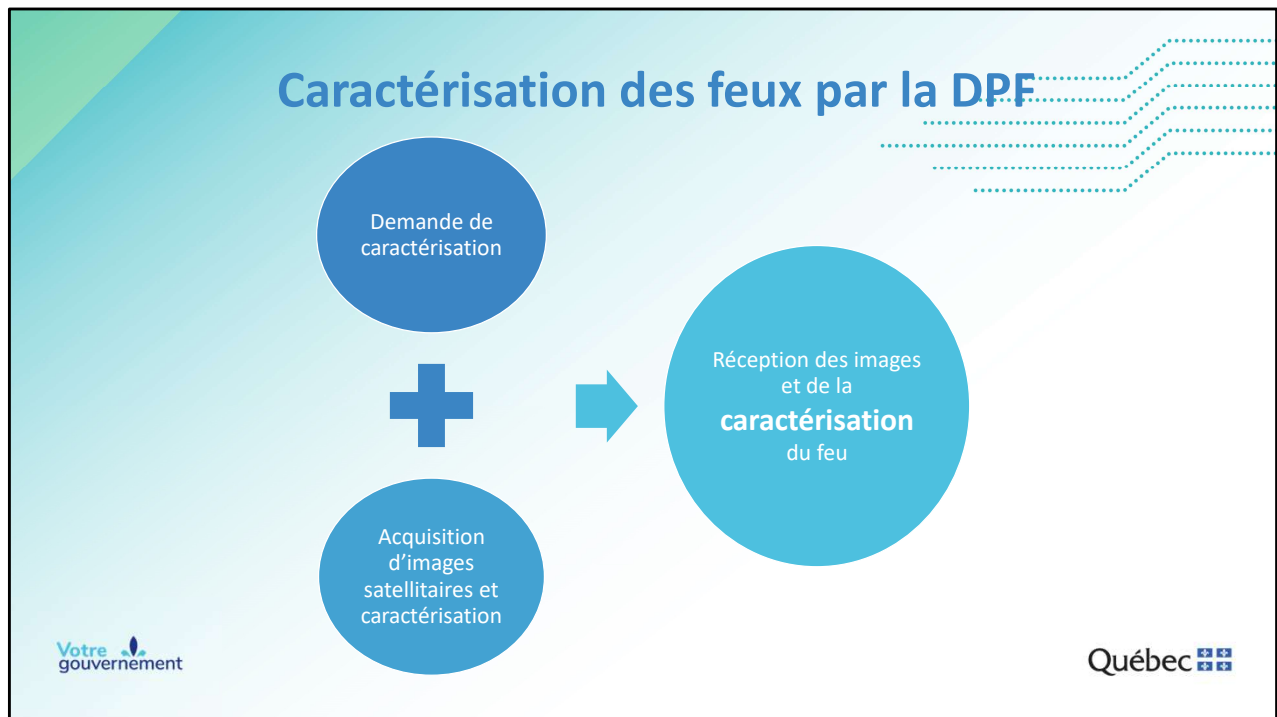 Caractérisation des feux par la DPF
Demande de
caractérisation
Acquisition
d'images
satellitaires et
caractérisation
Réception des images
et de la
caractérisation
du feu
Votre
gouvernement
Québec